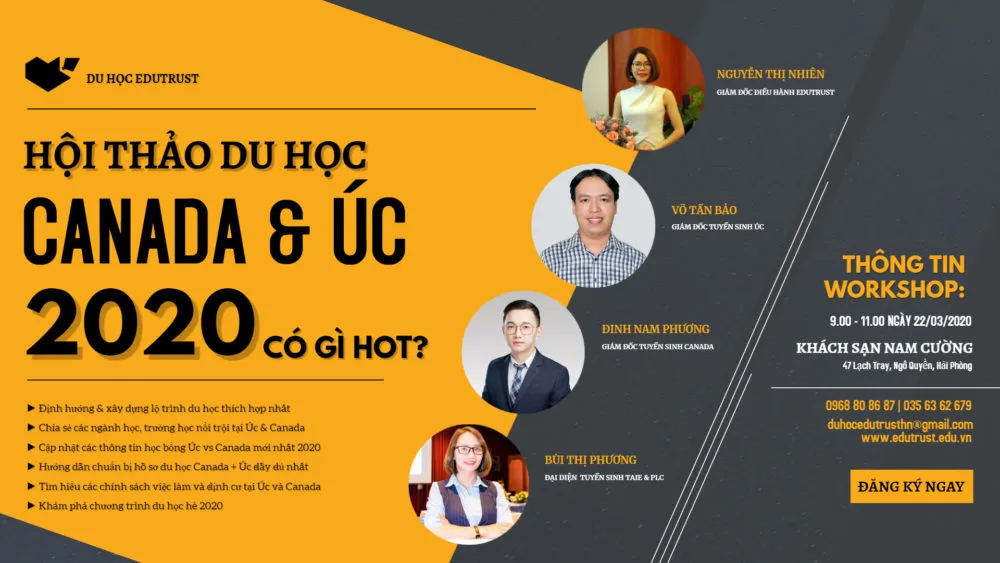 DU HỌC EDUTRUST
HỘI THẢO DU HỌC
CANADA & ÚC
2020 CÓ GÌ HOT?
▶ Định hướng & xây dựng lộ trình du học thích hợp nhất
▶ Chia sẻ các ngành học, trường học nổi trội tại Úc & Canada
▶ Cập nhật các thông tin học bổng Úc vs Canada mới nhất 2020
▶ Hướng dẫn chuẩn bị hồ sơ du học Canada + Úc đầy đủ nhất
▶ Tìm hiểu các chính sách việc làm và định cư tại Úc và Canada
▶ Khám phá chương trình du học hè 2020
NGUYỄN THỊ NHIÊN
GIÁM ĐỐC ĐIỀU HÀNH EDUTRUST
VÕ TẤN BẢO
GIÁM ĐỐC TUYỂN SINH ÚC
ĐINH NAM PHƯƠNG
GIÁM ĐỐC TUYỂN SINH CANADA
BÙI THỊ PHƯƠNG
ĐẠI DIỆN TUYỂN SINH TAIE & PLC
THÔNG TIN
WORKSHOP:
9.00 - 11.00 NGÀY 22/03/2020
KHÁCH SẠN NAM CƯỜNG
47 Lạch Tray, Ngô Quyền, Hải Phòng
0968 80 86 87 | 035 63 62 679
duhocedutrusthn@gmail.com
www.edutrust.edu.vn
ĐĂNG KÝ NGAY